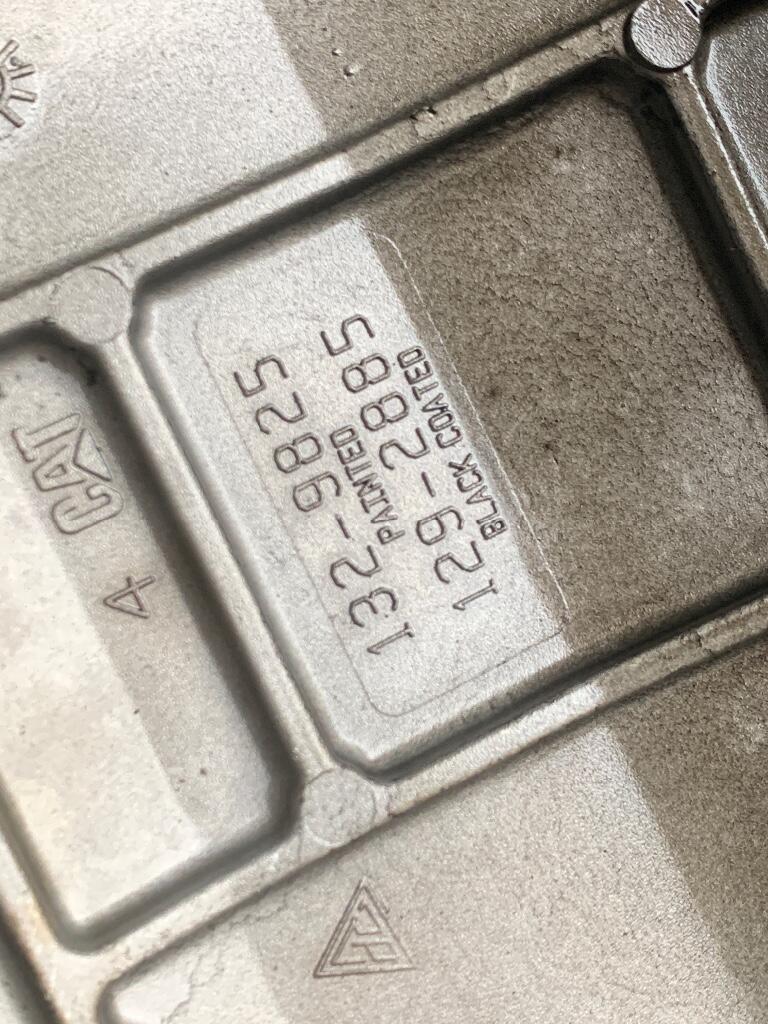 CAT
4
132-9825
PAINTED
129-2885
BLACK COATED